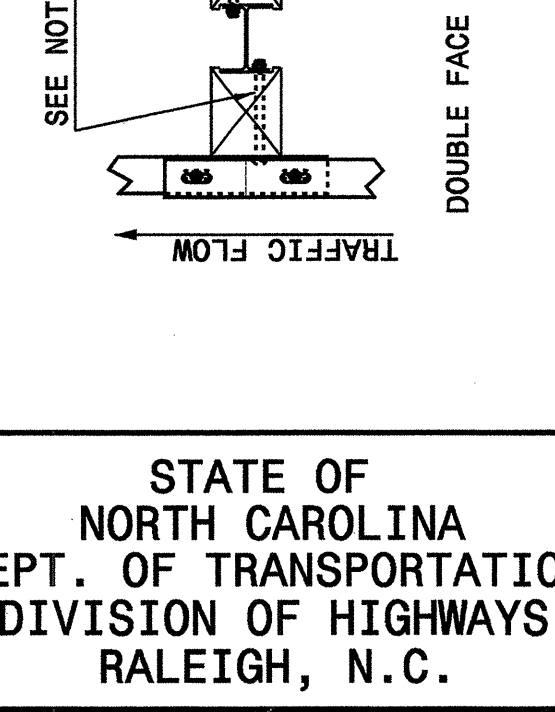 SEE NOT
DOUBLE FACE
TRAFFIC FLOW
STATE OF
NORTH CAROLINA
EPT. OF TRANSPORTATIO
DIVISION OF HIGHWAYS
RALEIGH, N.C.